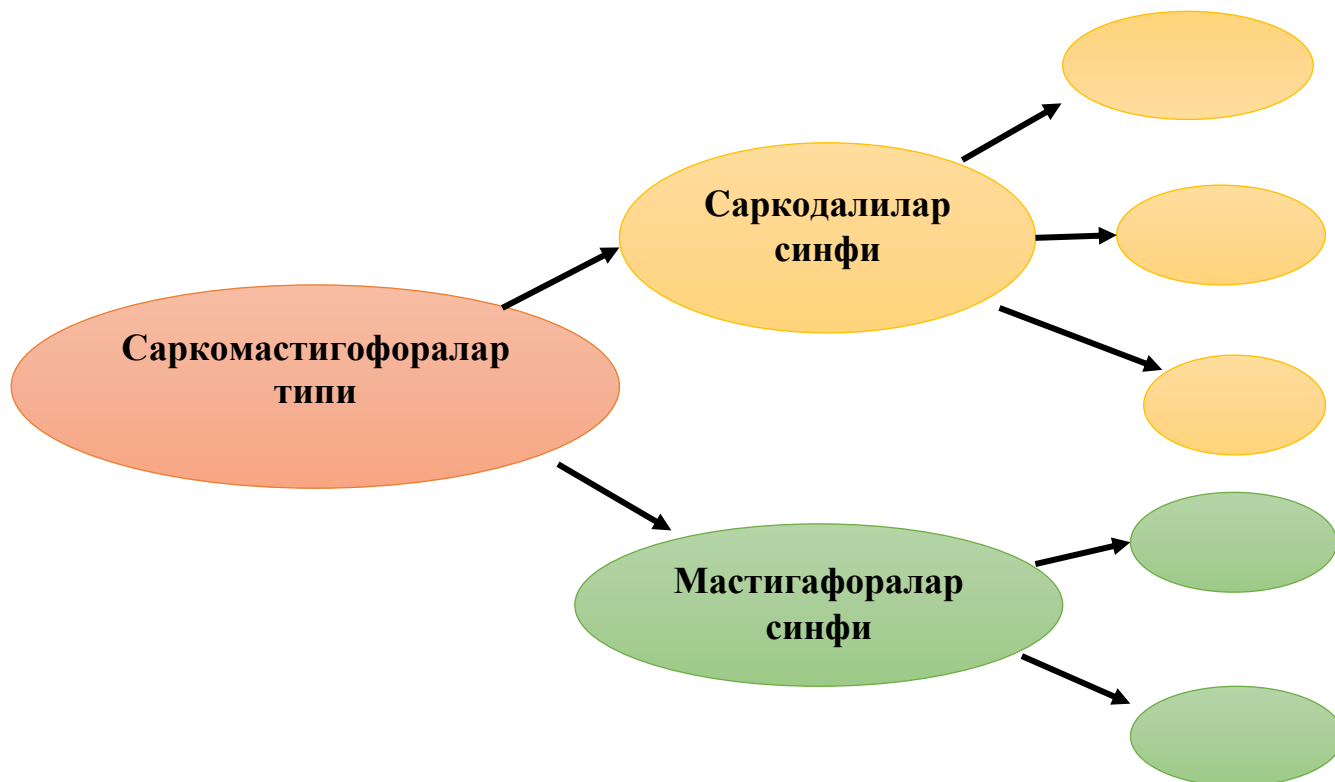 Саркодалилар
синфи
Саркомастигофоралар
типи
Мастигафоралар
синфи